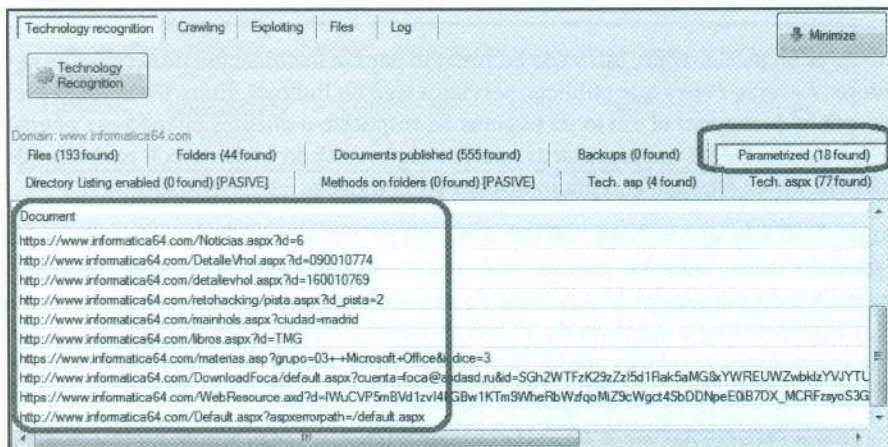 Technology recognition Crawling Exploiting Files Log
Minimize
Technology
Recognition
Domain: www.informatica64.com
Files (193 found) Folders (44 found) Documents published (555 found) Backups (0 found) Parametrized (18 found)
Directory Listing enabled (0 found) [PASIVE] Methods on folders (0 found) [PASIVE] Tech. asp (4 found) Tech. aspx (77 found)
Document
https://www.informatica64.com/Noticias.aspx?id=6
http://www.informatica64.com/DetalleVhol.aspx?id=090010774
http://www.informatica64.com/detallevhol.aspx?id=160010769
http://www.informatica64.com/retohacking/pista.aspx?id_pista=2
http://www.informatica64.com/mainhols.aspx?ciudad=madrid
http://www.informatica64.com/libros.aspx?id=TMG
https://www.informatica64.com/materias.asp?grupo=03+-+Microsoft+Office&indice=3
http://www.informatica64.com/DownloadFoca/default.aspx?cuenta=foca@asdasd.ru
http://www.informatica64.com/Default.aspx?aspxerrorpath=/default.aspx